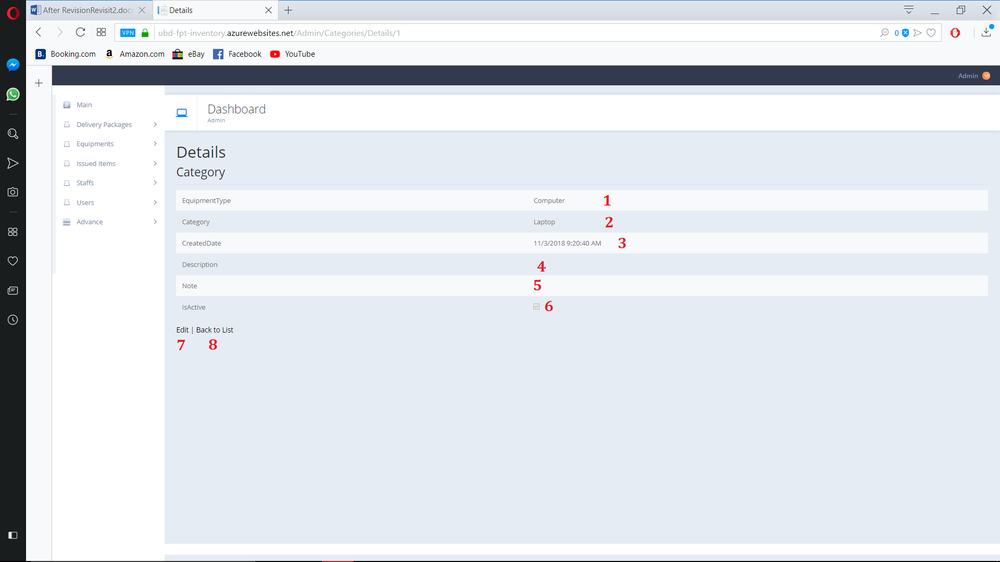 After RevisionRevisit2.docx
Details
VPN
ubd-fpt-inventory.azurewebsites.net/Admin/Categories/Details/1
0
B. Booking.com
a Amazon.com
eBay
Facebook
YouTube
Admin
Main
Delivery Packages
Equipments
Issued Items
Staffs
Users
Advance
Dashboard
Admin
Details
Category
EquipmentType Computer 1
Category Laptop 2
CreatedDate 11/3/2018 9:20:40 AM 3
Description 4
Note 5
IsActive 6
Edit | Back to List
7 8